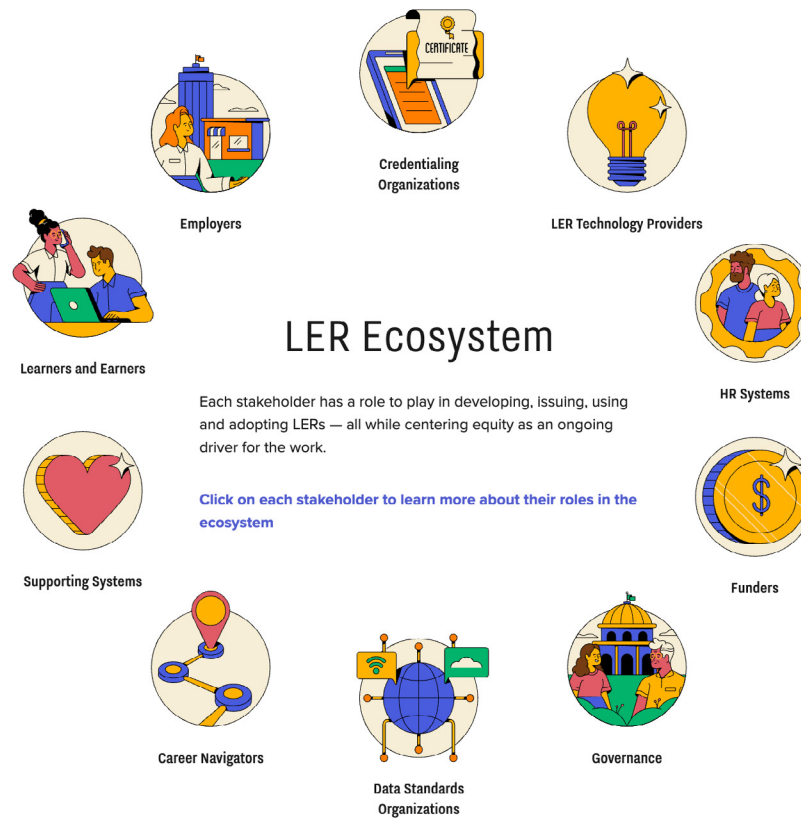 CERTIFICATE
Credentialing
Organizations
Employers
LER Technology Providers
Learners and Earners
HR Systems
LER Ecosystem
Each stakeholder has a role to play in developing, issuing, using
and adopting LERs — all while centering equity as an ongoing
driver for the work.
Click on each stakeholder to learn more about their roles in the
ecosystem
$
Supporting Systems
Funders
Career Navigators
Governance
Data Standards
Organizations